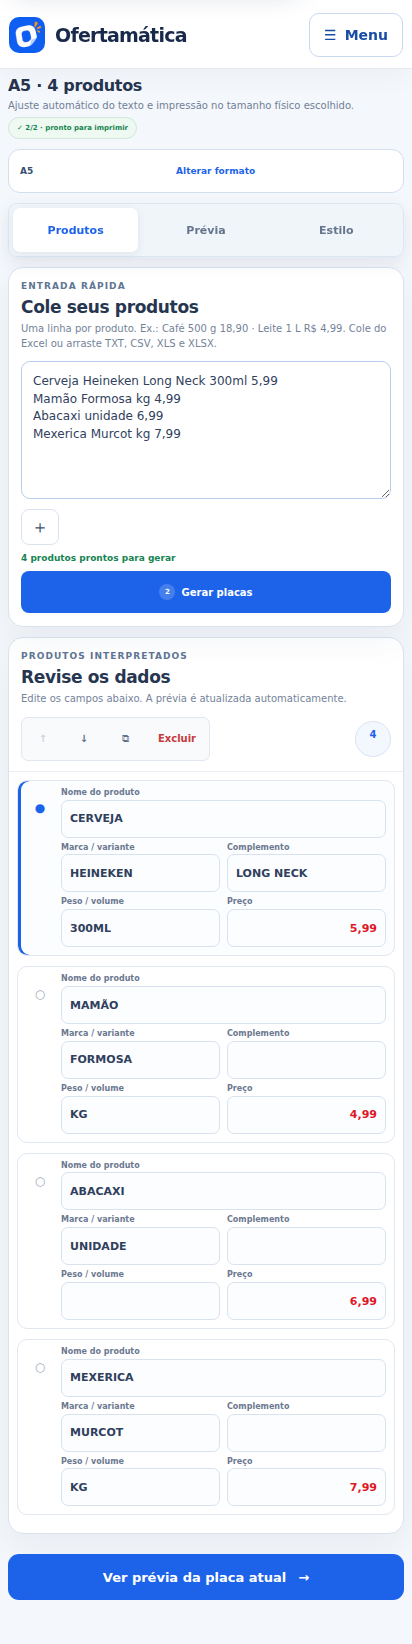 Ofertamática
☰ Menu
A5 · 4 produtos
Ajuste automático do texto e impressão no tamanho físico escolhido.
✓ 2/2 · pronto para imprimir
A5 Alterar formato
Produtos Prévia Estilo
ENTRADA RÁPIDA
Cole seus produtos
Uma linha por produto. Ex.: Café 500 g 18,90 · Leite 1 L R$ 4,99. Cole do
Excel ou arraste TXT, CSV, XLS e XLSX.
Cerveja Heineken Long Neck 300ml 5,99
Mamão Formosa kg 4,99
Abacaxi unidade 6,99
Mexerica Murcot kg 7,99
+
4 produtos prontos para gerar
2 Gerar placas
PRODUTOS INTERPRETADOS
Revise os dados
Edite os campos abaixo. A prévia é atualizada automaticamente.
↑ ↓ ⧉ Excluir 4
Nome do produto
CERVEJA
Marca / variante Complemento
HEINEKEN LONG NECK
Peso / volume Preço
300ML 5,99
Nome do produto
MAMÃO
Marca / variante Complemento
FORMOSA
Peso / volume Preço
KG 4,99
Nome do produto
ABACAXI
Marca / variante Complemento
UNIDADE
Peso / volume Preço
6,99
Nome do produto
MEXERICA
Marca / variante Complemento
MURCOT
Peso / volume Preço
KG 7,99
Ver prévia da placa atual →